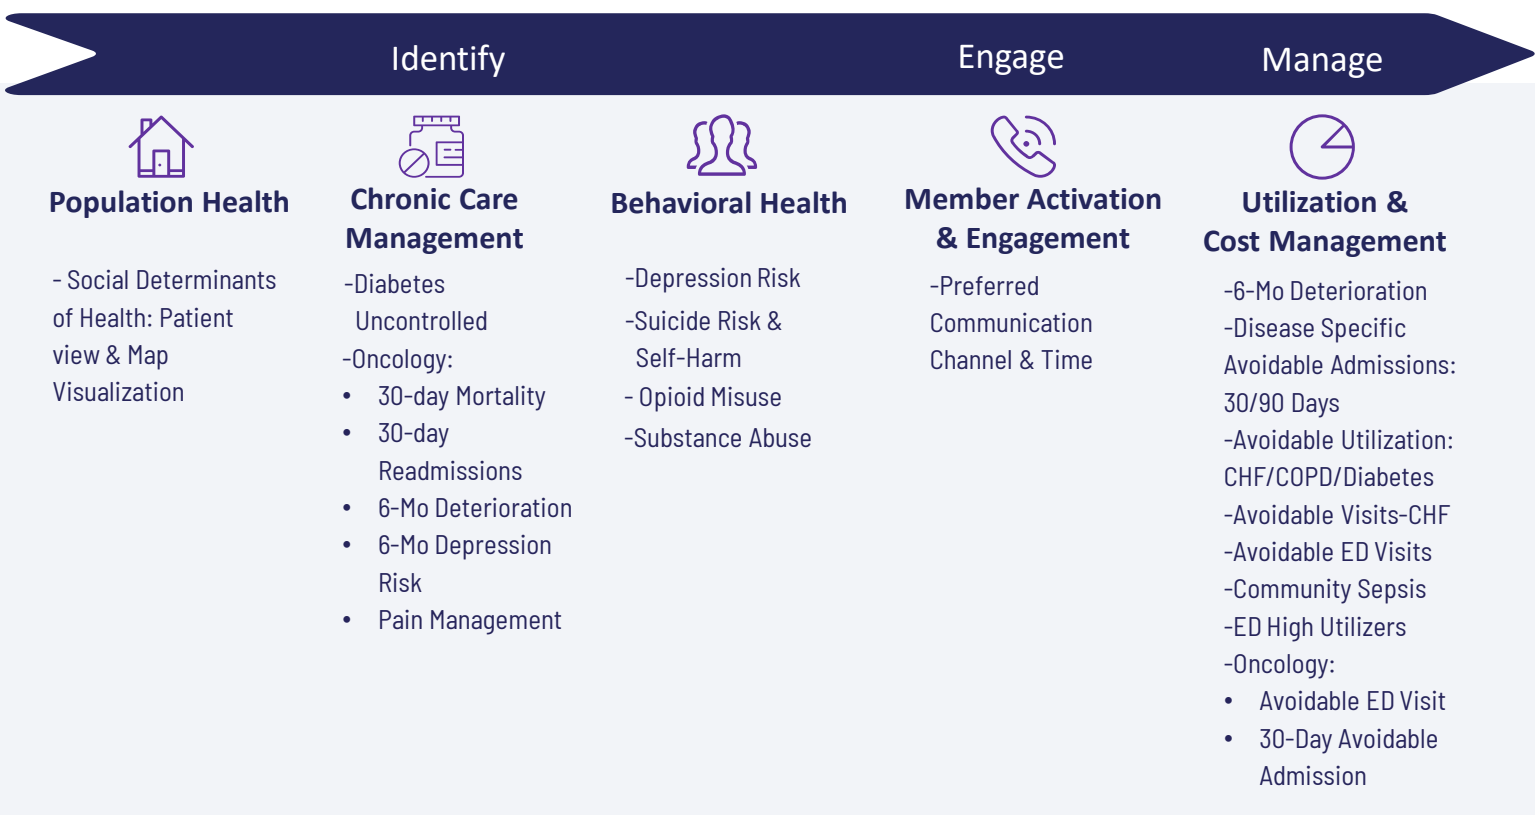 Identify
Engage
Manage
Population Health
- Social Determinants
of Health: Patient
view & Map
Visualization
Chronic Care
Management
-Diabetes
Uncontrolled
-Oncology:
• 30-day Mortality
• 30-day
Readmissions
• 6-Mo Deterioration
• 6-Mo Depression
Risk
• Pain Management
Behavioral Health
-Depression Risk
-Suicide Risk &
Self-Harm
- Opioid Misuse
-Substance Abuse
Member Activation
& Engagement
-Preferred
Communication
Channel & Time
Utilization &
Cost Management
-6-Mo Deterioration
-Disease Specific
Avoidable Admissions:
30/90 Days
-Avoidable Utilization:
CHF/COPD/Diabetes
-Avoidable Visits-CHF
-Avoidable ED Visits
-Community Sepsis
-ED High Utilizers
-Oncology:
• Avoidable ED Visit
• 30-Day Avoidable
Admission